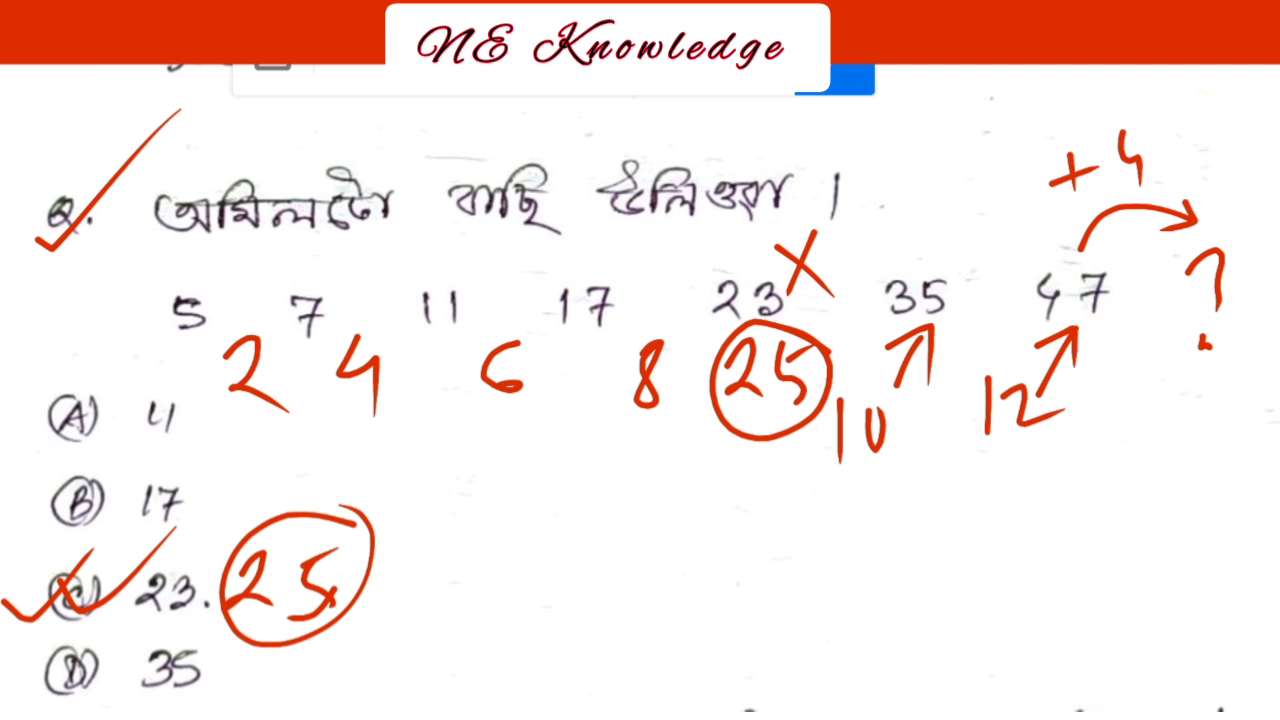 NE Knowledge
+4
Q. অমিলটো বাছি উলিওৱা।
5 7 11 17 23 35 47 ?
2 4 6 8 25 10 12
(A) 11
(B) 17
(C) 23. 25
(D) 35